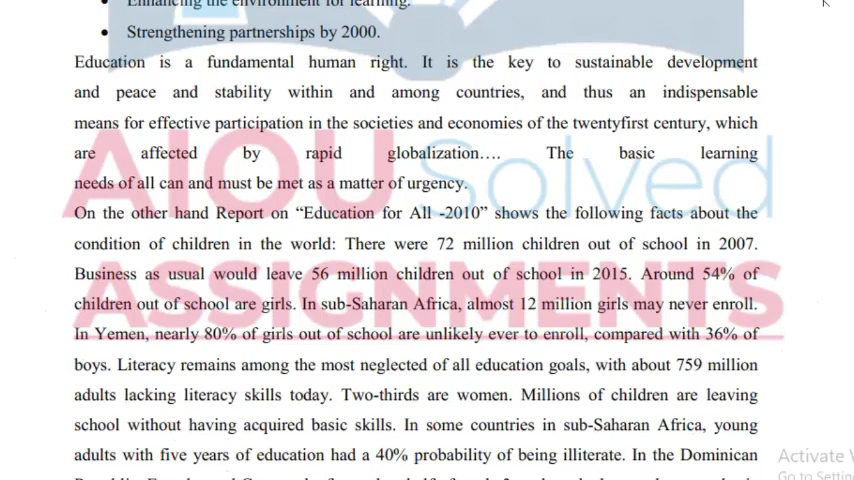 Enhancing the environment for learning.
Strengthening partnerships by 2000.
Education is a fundamental human right. It is the key to sustainable development
and peace and stability within and among countries, and thus an indispensable
means for effective participation in the societies and economies of the twentyfirst century, which
are affected by rapid globalization…. The basic learning
needs of all can and must be met as a matter of urgency.
On the other hand Report on “Education for All -2010” shows the following facts about the
condition of children in the world: There were 72 million children out of school in 2007.
Business as usual would leave 56 million children out of school in 2015. Around 54% of
children out of school are girls. In sub-Saharan Africa, almost 12 million girls may never enroll.
In Yemen, nearly 80% of girls out of school are unlikely ever to enroll, compared with 36% of
boys. Literacy remains among the most neglected of all education goals, with about 759 million
adults lacking literacy skills today. Two-thirds are women. Millions of children are leaving
school without having acquired basic skills. In some countries in sub-Saharan Africa, young
adults with five years of education had a 40% probability of being illiterate. In the Dominican
AIOU Solved
ASSIGNMENTS
Activate
Go to